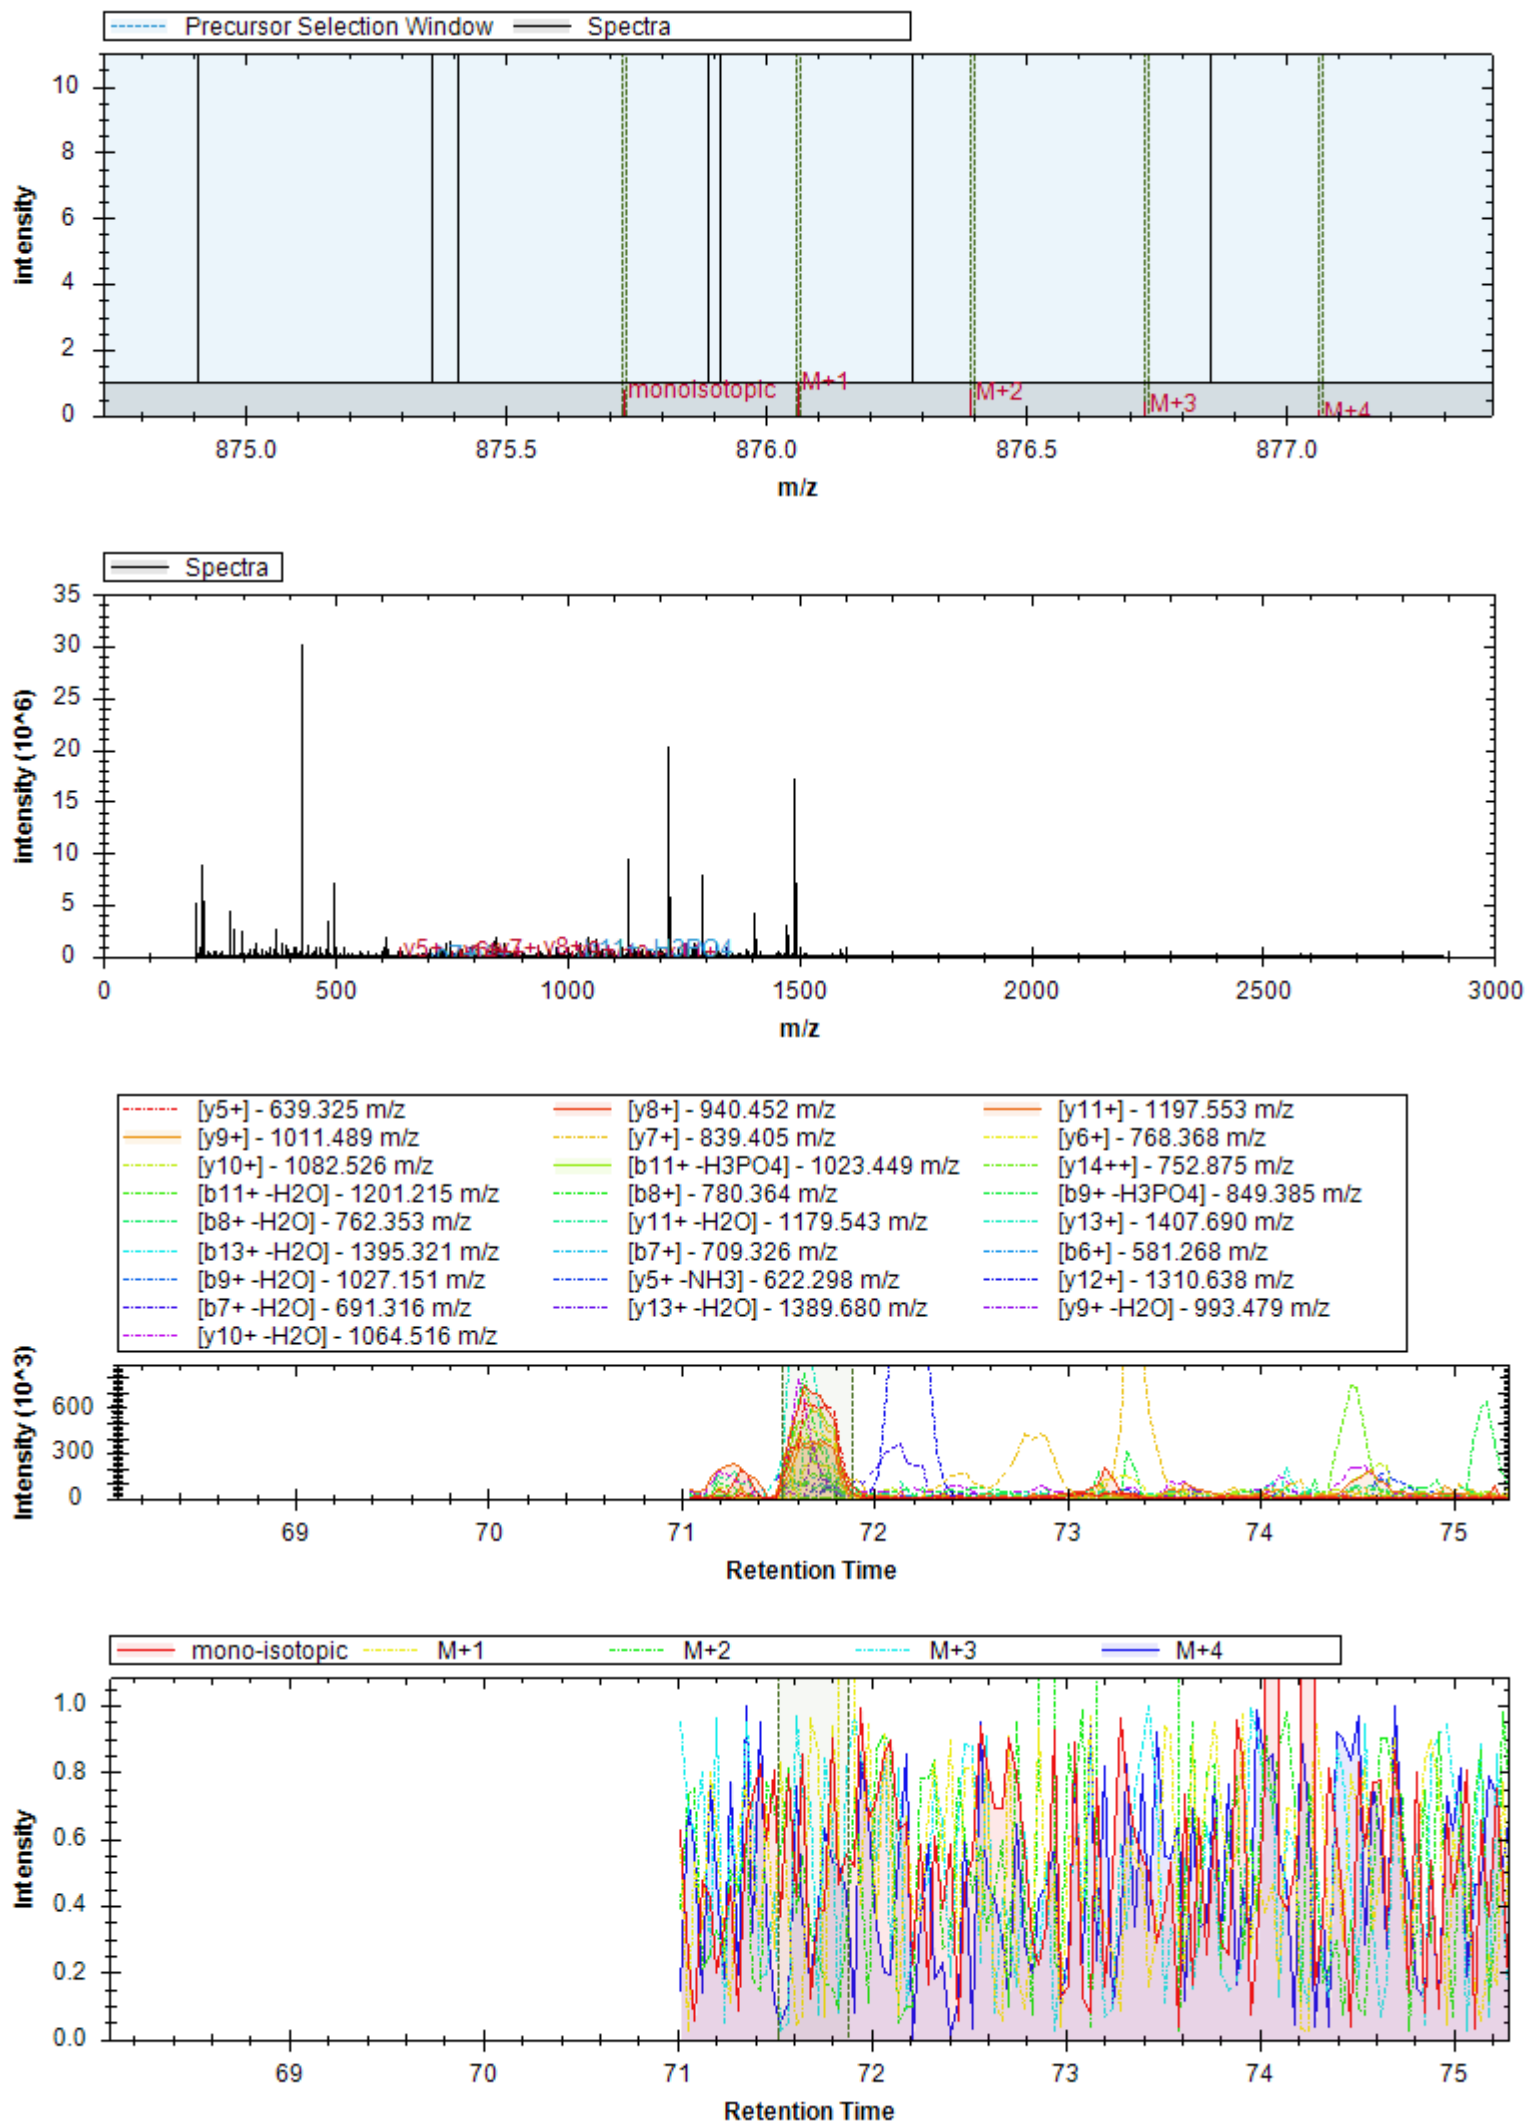 Precursor Selection Window Spectra
10
8
6
4
2
0
intensity
monoisotopic M+1 M+2 M+3 M+4
875.0 875.5 876.0 876.5 877.0
m/z
Spectra
35
30
25
20
15
10
5
0
intensity (10^6)
y5+ y7+ y8+ -H3PO4
0 500 1000 1500 2000 2500 3000
m/z
[y5+] - 639.325 m/z [y8+] - 940.452 m/z [y11+] - 1197.553 m/z
[y9+] - 1011.489 m/z [y7+] - 839.405 m/z [y6+] - 768.368 m/z
[y10+] - 1082.526 m/z [b11+ -H3PO4] - 1023.449 m/z [y14++] - 752.875 m/z
[b11+ -H2O] - 1201.215 m/z [b8+] - 780.364 m/z [b9+ -H3PO4] - 849.385 m/z
[b8+ -H2O] - 762.353 m/z [y11+ -H2O] - 1179.543 m/z [y13+] - 1407.690 m/z
[b13+ -H2O] - 1395.321 m/z [b7+] - 709.326 m/z [b6+] - 581.268 m/z
[b9+ -H2O] - 1027.151 m/z [y5+ -NH3] - 622.298 m/z [y12+] - 1310.638 m/z
[b7+ -H2O] - 691.316 m/z [y13+ -H2O] - 1389.680 m/z [y9+ -H2O] - 993.479 m/z
[y10+ -H2O] - 1064.516 m/z
600
300
0
Intensity (10^3)
69 70 71 72 73 74 75
Retention Time
mono-isotopic M+1 M+2 M+3 M+4
1.0
0.8
0.6
0.4
0.2
0.0
Intensity
69 70 71 72 73 74 75
Retention Time